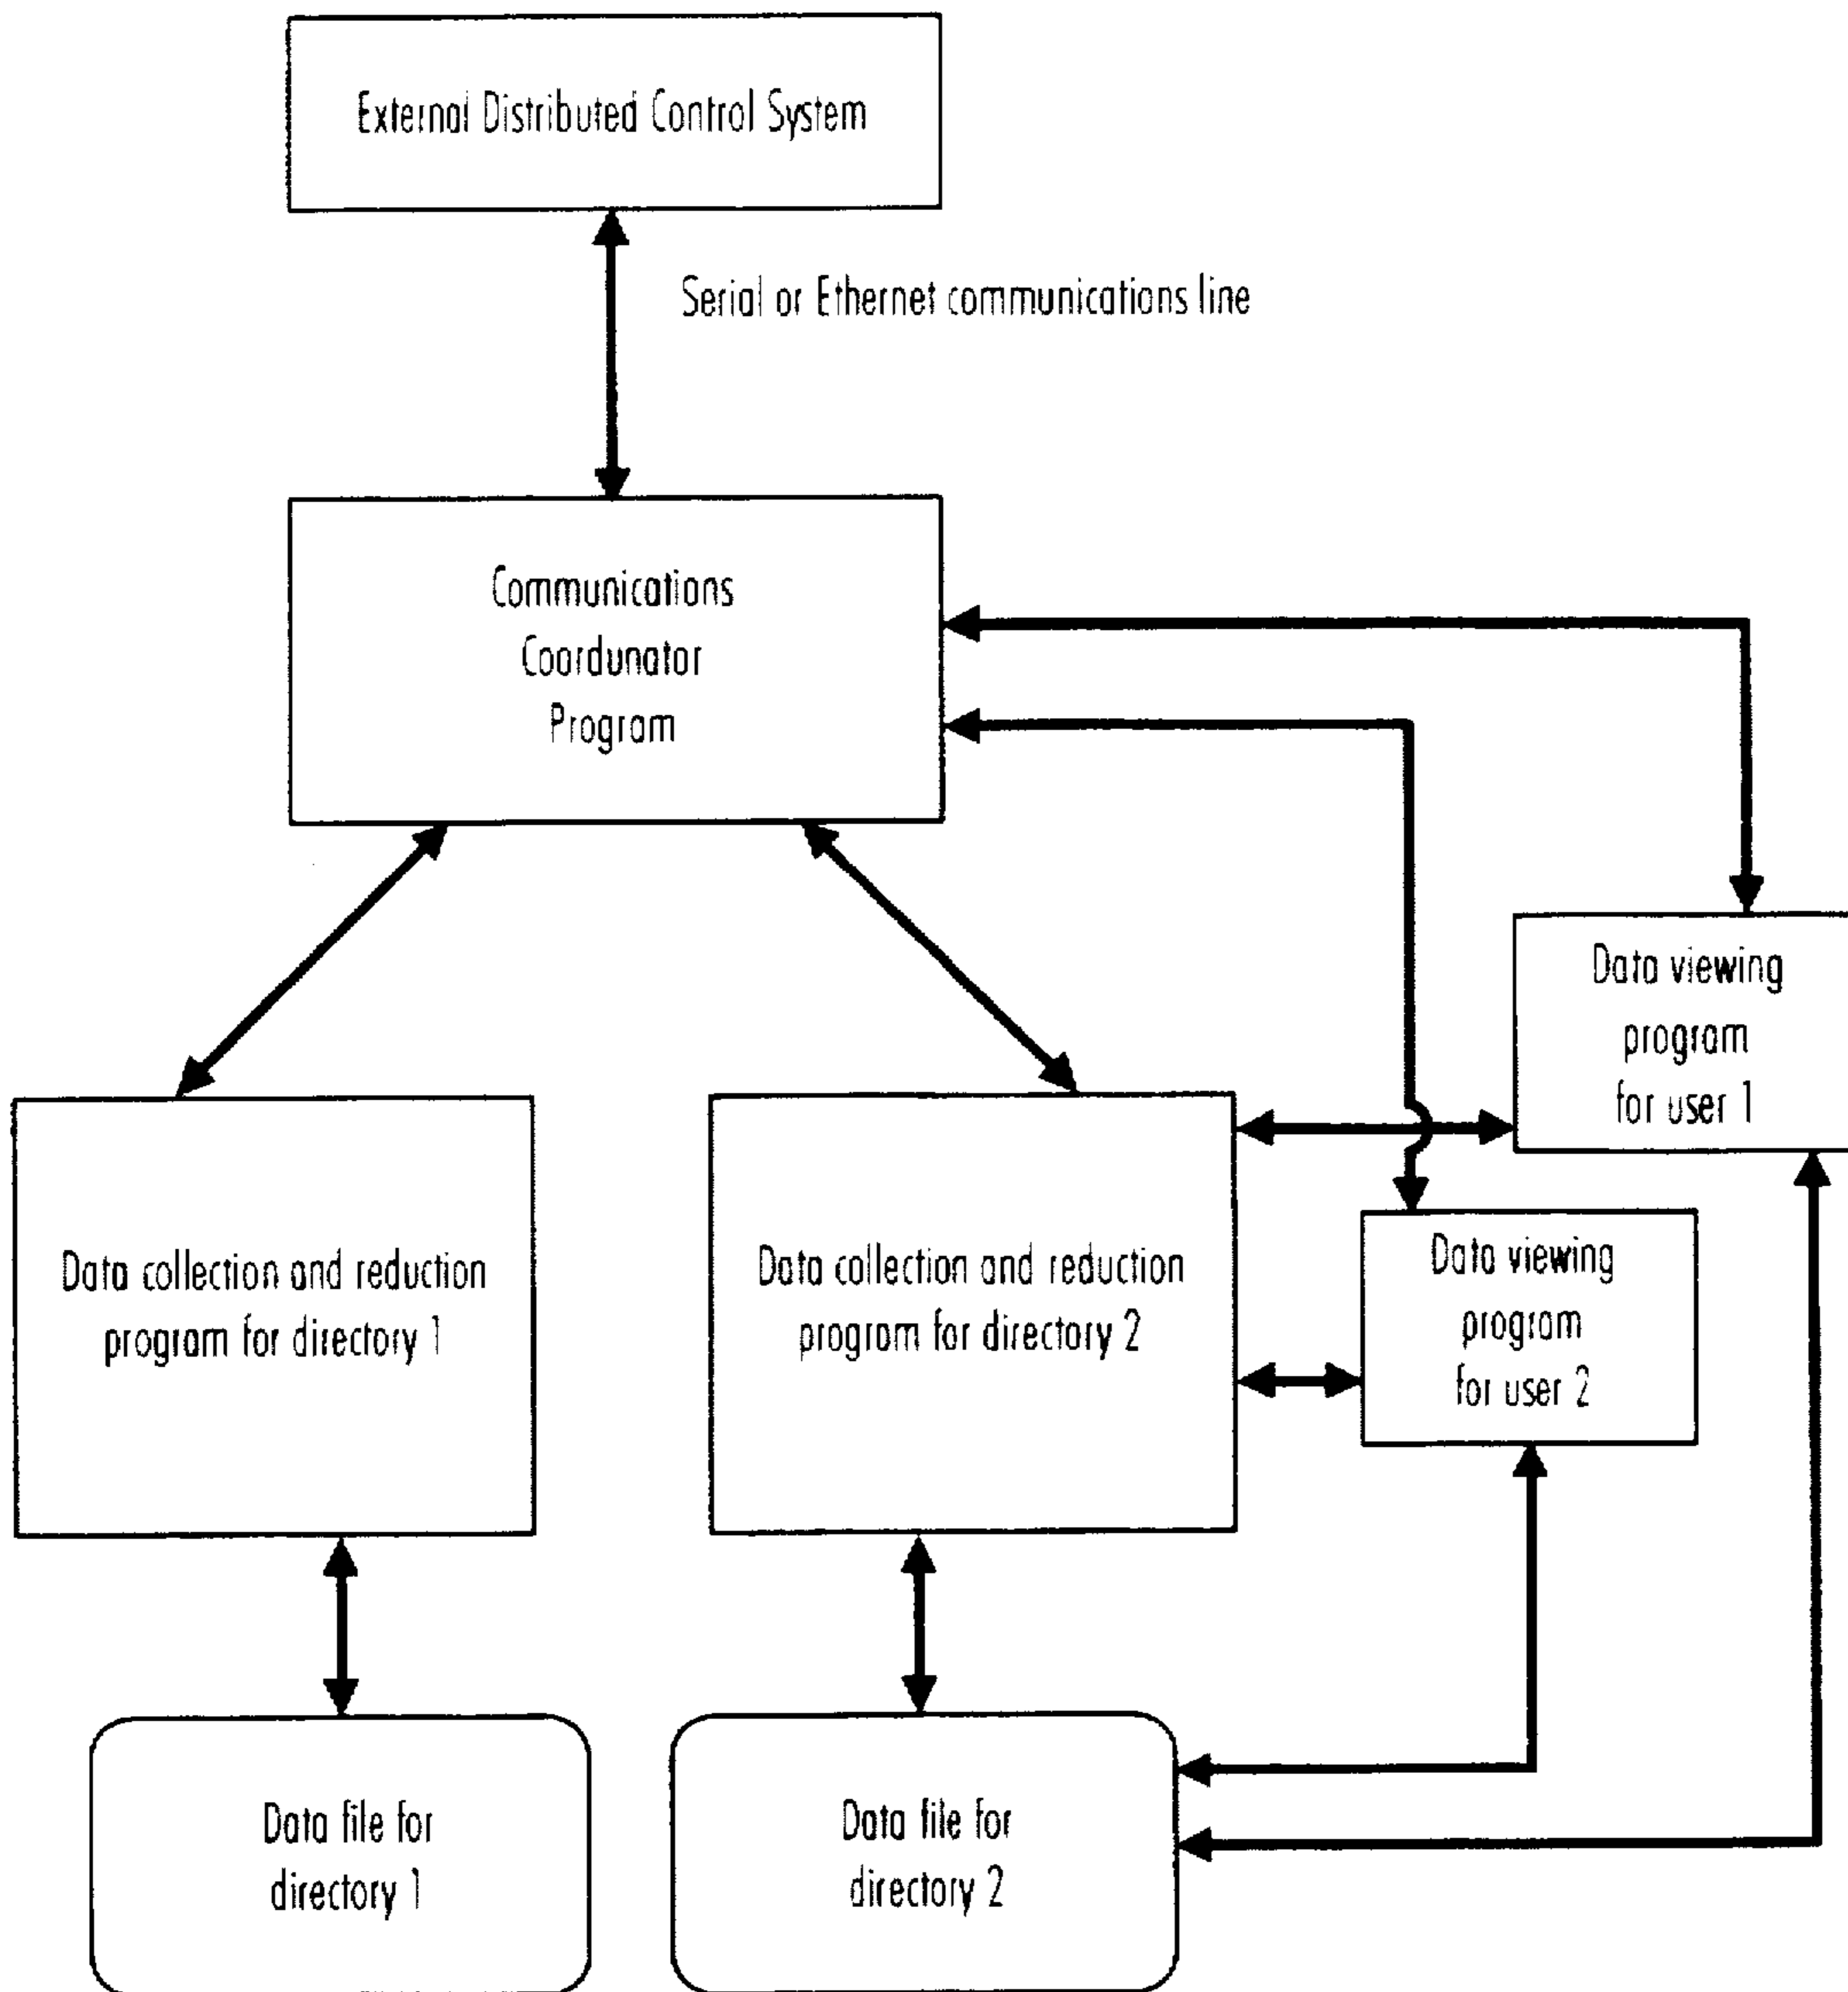 External Distributed Control System
Serial or Ethernet communications line
Communications
Coordunator
Program
Data viewing
program
for user 1
Data collection and reduction
program for directory 1
Data collection and reduction
program for directory 2
Data viewing
program
for user 2
Data file for
directory 1
Data file for
directory 2